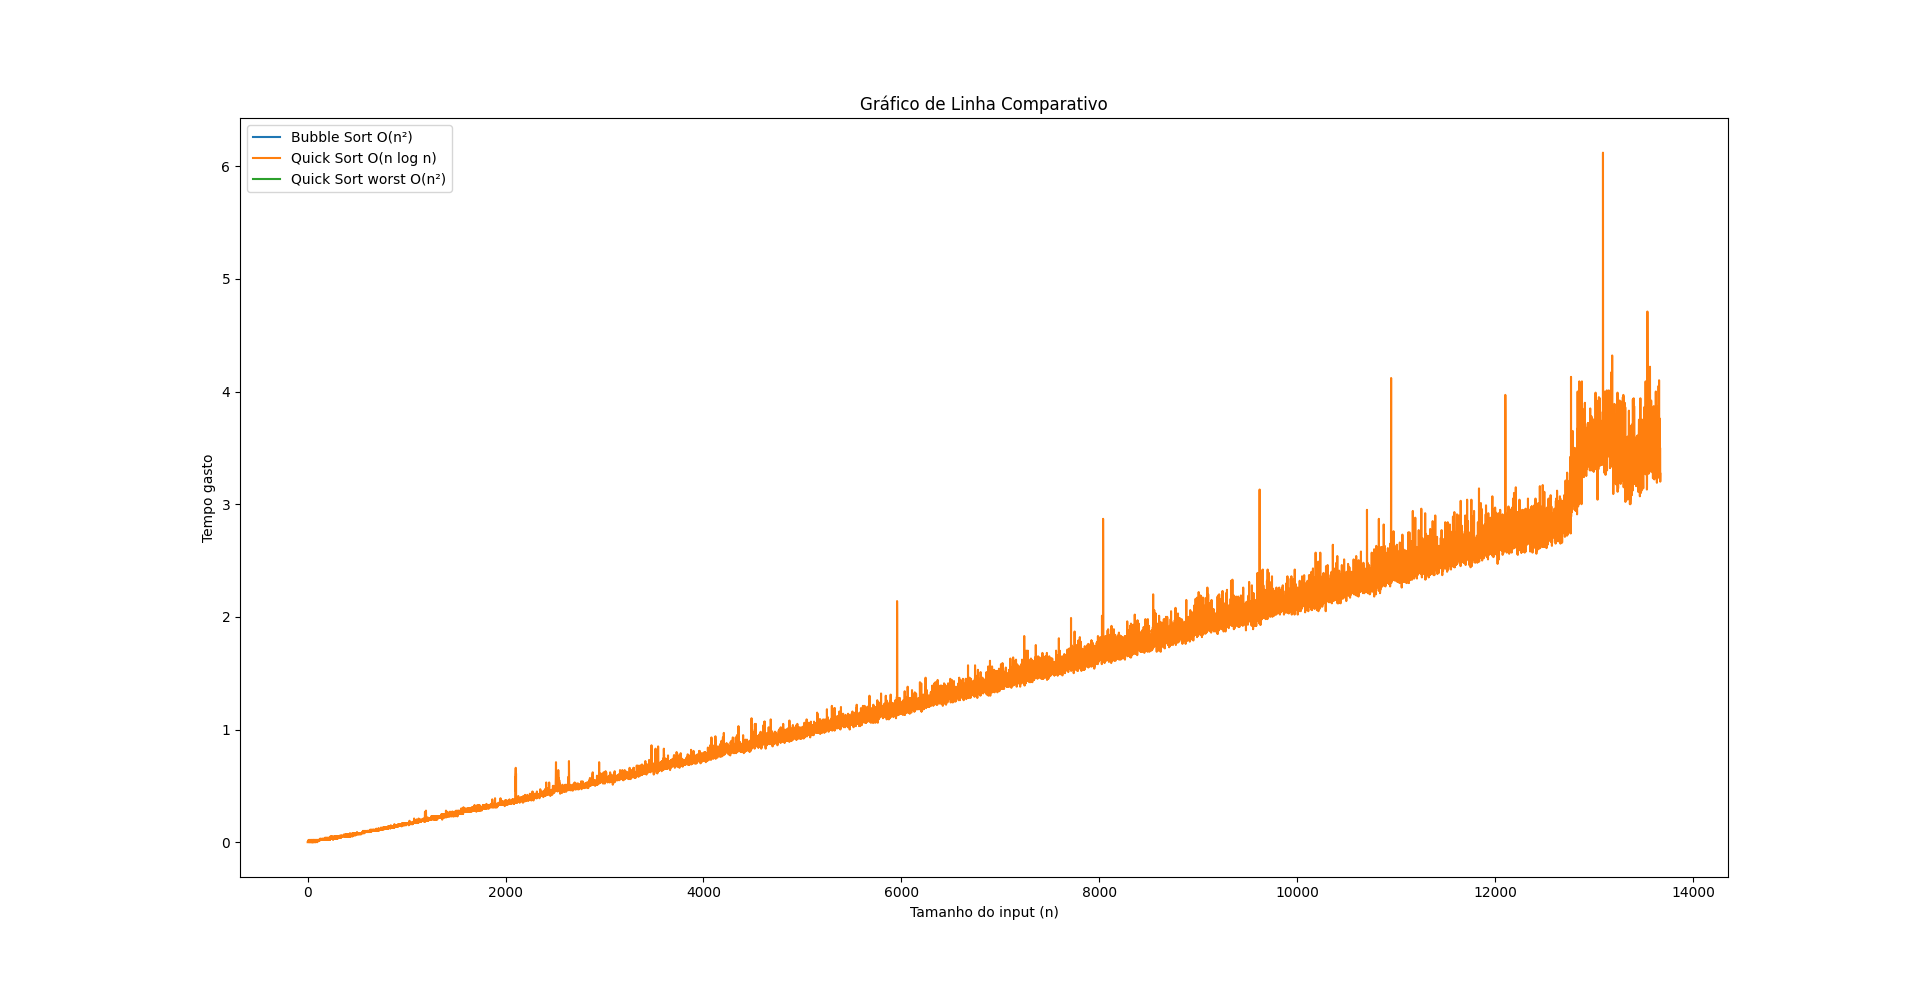 Gráfico de Linha Comparativo
Bubble Sort O(n²)
Quick Sort O(n log n)
Quick Sort worst O(n²)
6
5
4
3
2
1
0
Tempo gasto
0 2000 4000 6000 8000 10000 12000 14000
Tamanho do input (n)